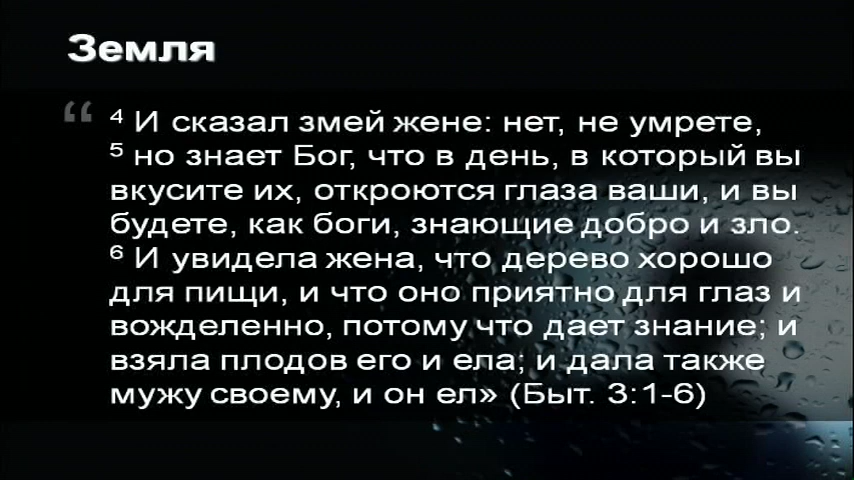 Земля
“ ⁴ И сказал змей жене: нет, не умрете,
⁵ но знает Бог, что в день, в который вы
вкусите их, откроются глаза ваши, и вы
будете, как боги, знающие добро и зло.
⁶ И увидела жена, что дерево хорошо
для пищи, и что оно приятно для глаз и
вожделенно, потому что дает знание; и
взяла плодов его и ела; и дала также
мужу своему, и он ел» (Быт. 3:1-6)